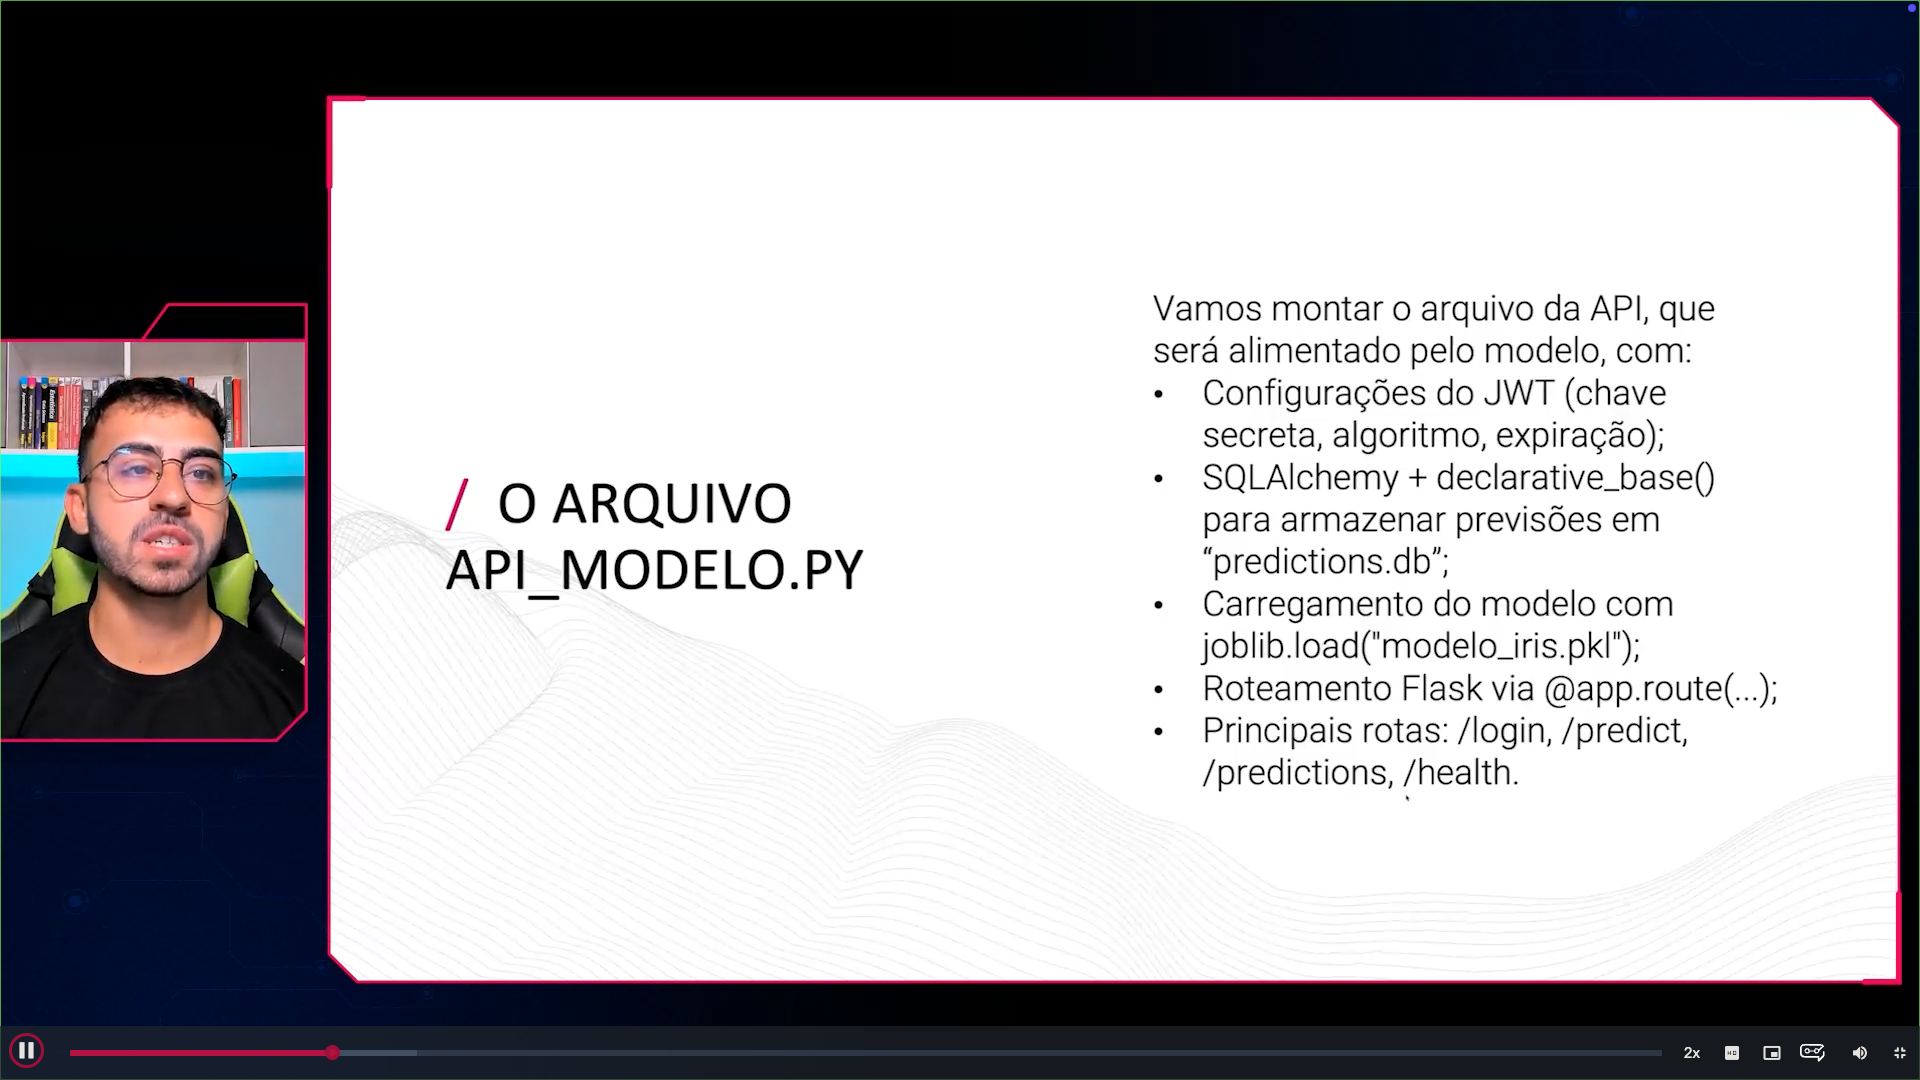 / O ARQUIVO
API_MODELO.PY
Vamos montar o arquivo da API, que
será alimentado pelo modelo, com:
• Configurações do JWT (chave
secreta, algoritmo, expiração);
• SQLAlchemy + declarative_base()
para armazenar previsões em
“predictions.db”;
• Carregamento do modelo com
joblib.load("modelo_iris.pkl");
• Roteamento Flask via @app.route(...);
• Principais rotas: /login, /predict,
/predictions, /health.
2x
HD